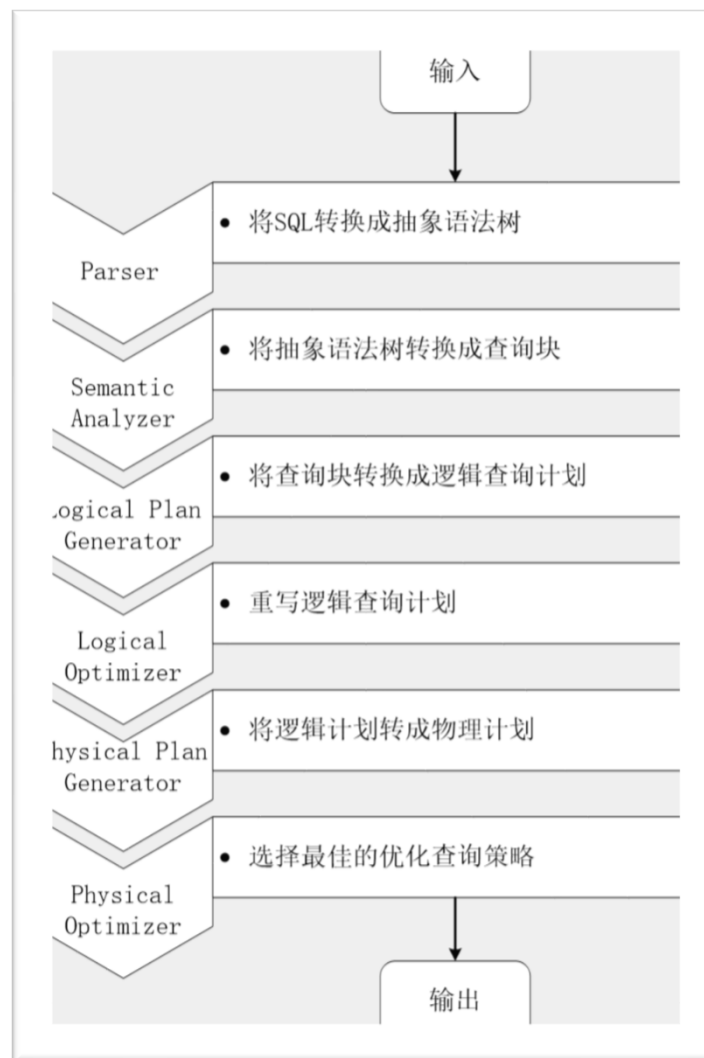 输入
• 将SQL转换成抽象语法树
Parser
• 将抽象语法树转换成查询块
Semantic
Analyzer
• 将查询块转换成逻辑查询计划
ogical Plan
Generator
• 重写逻辑查询计划
Logical
Optimizer
• 将逻辑计划转成物理计划
hysical Plan
Generator
• 选择最佳的优化查询策略
Physical
Optimizer
输出